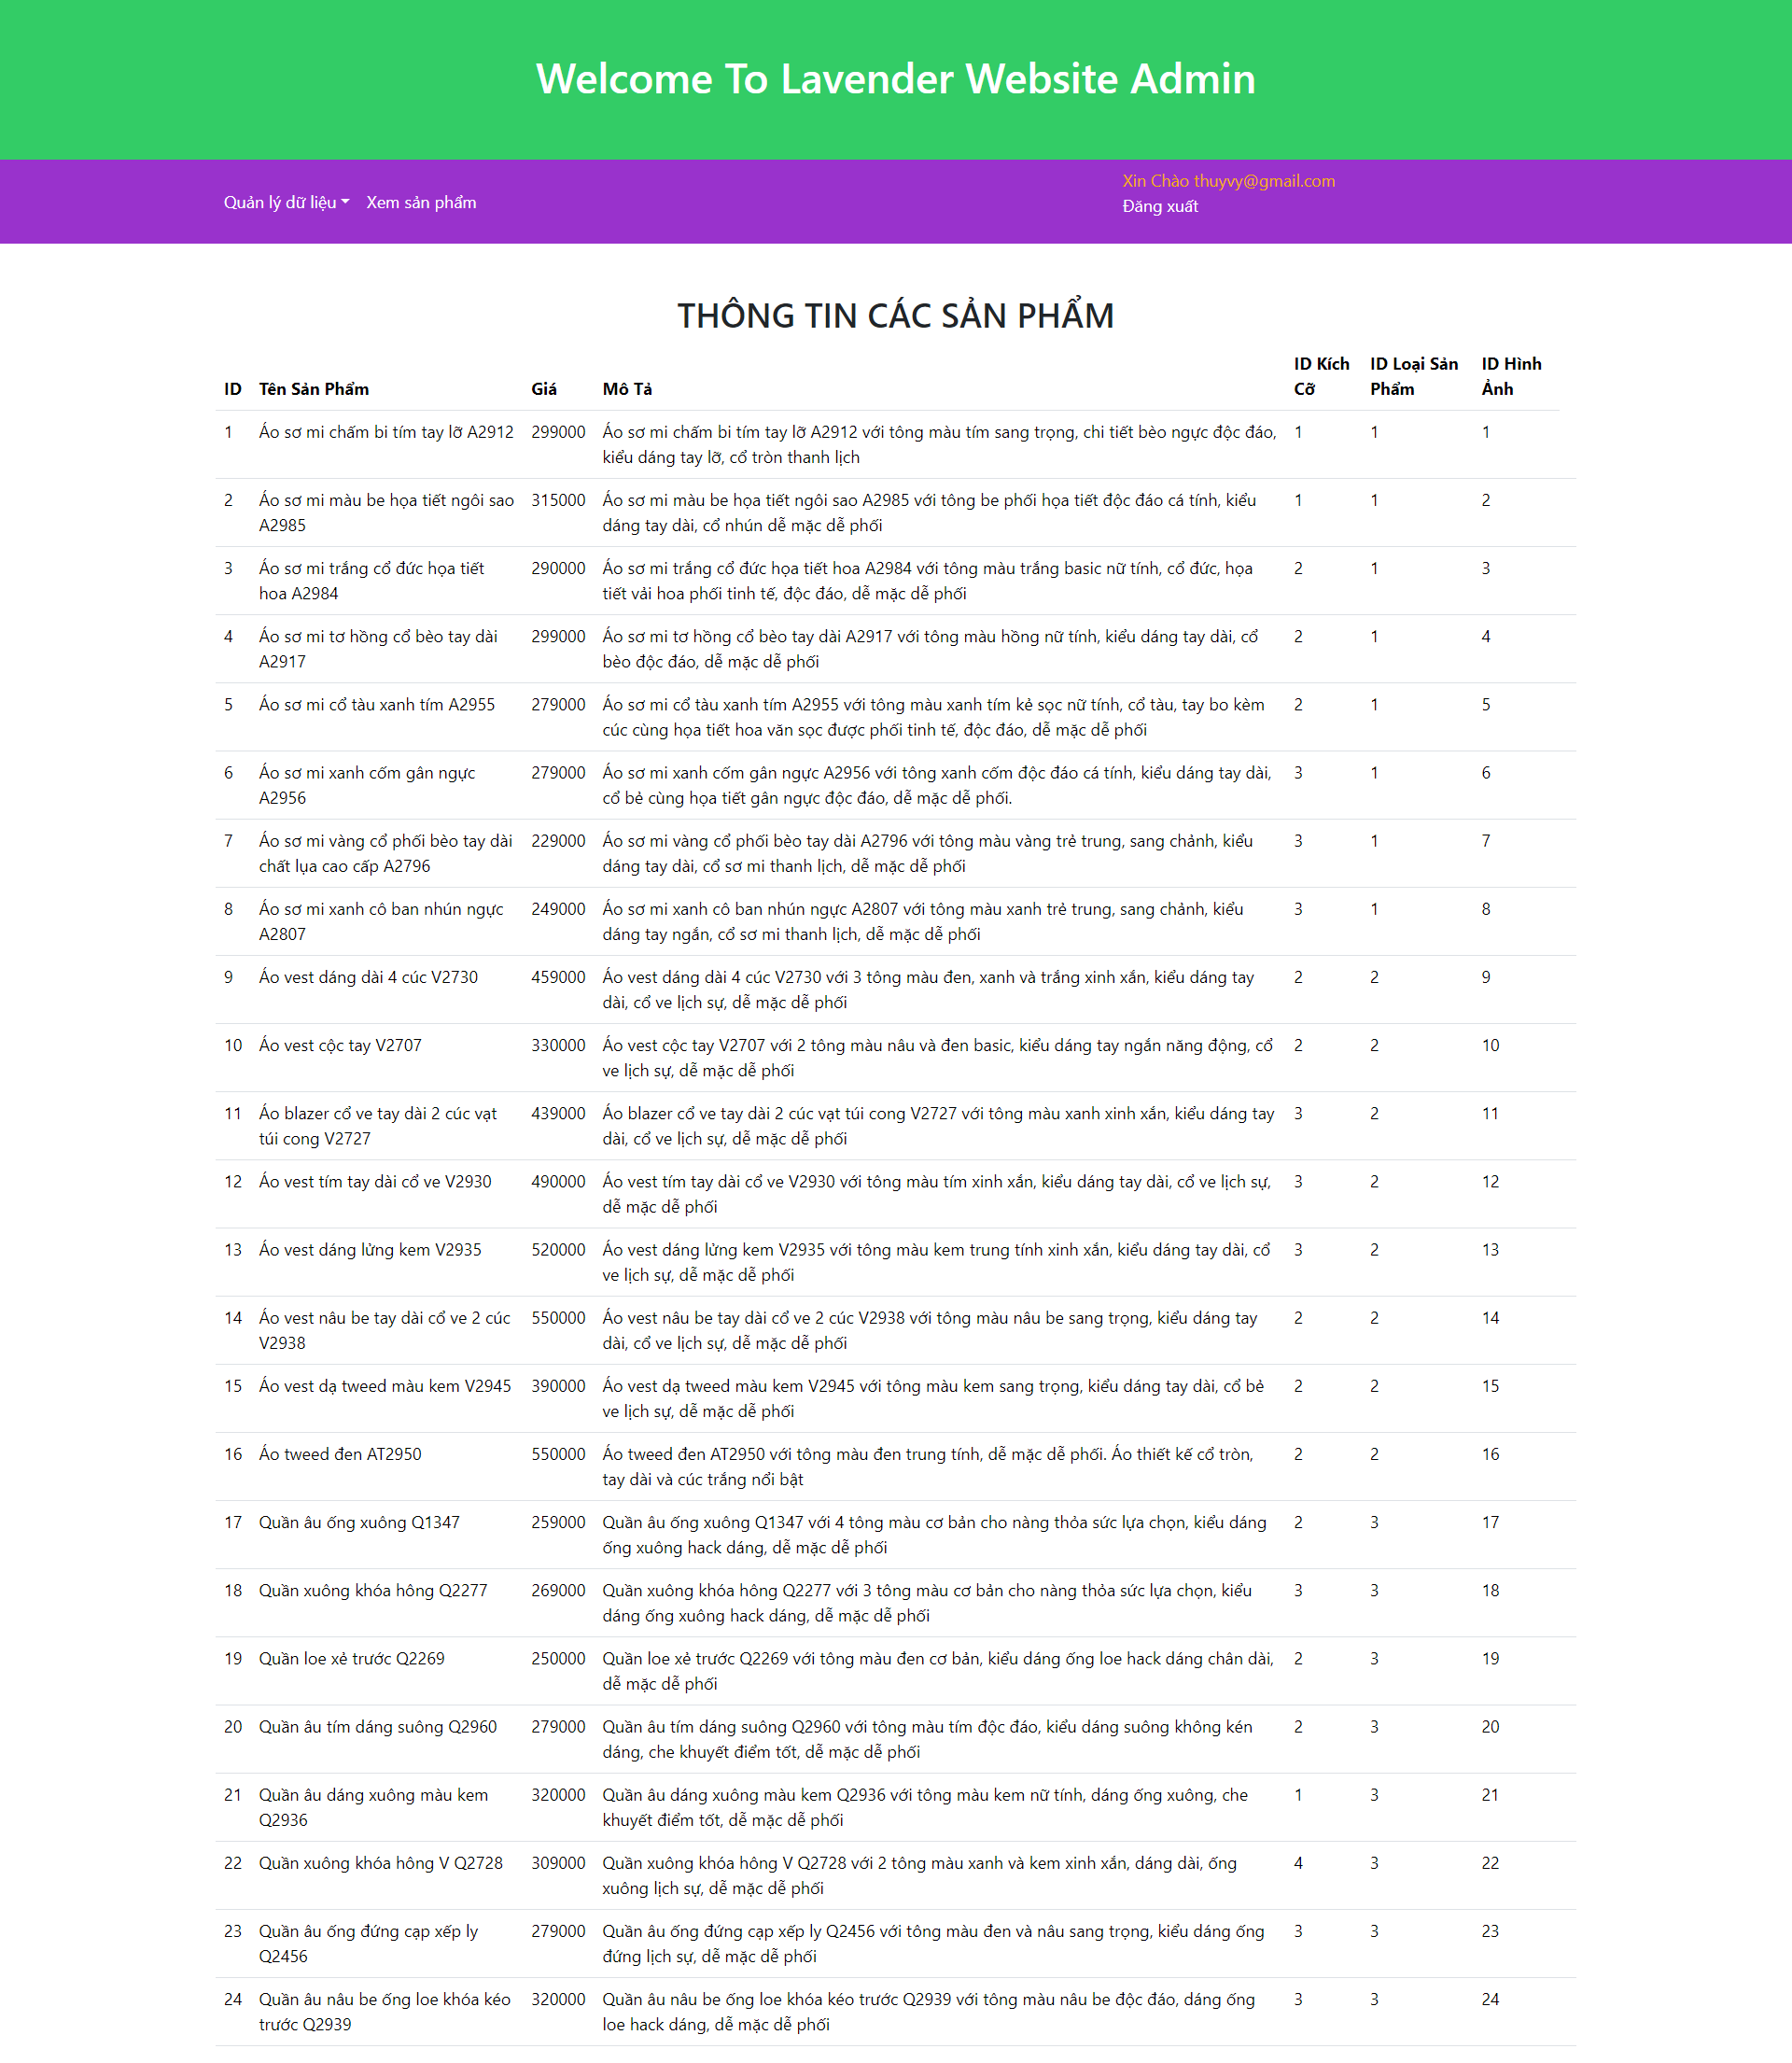 Welcome To Lavender Website Admin
Quản lý dữ liệu Xem sản phẩm
Xin Chào thuyvy@gmail.com
Đăng xuất
THÔNG TIN CÁC SẢN PHẨM
ID Tên Sản Phẩm Giá Mô Tả ID Kích Cỡ ID Loại Sản Phẩm ID Hình Ảnh
1 Áo sơ mi chấm bi tím tay lỡ A2912 299000 Áo sơ mi chấm bi tím tay lỡ A2912 với tông màu tím sang trọng, chi tiết bèo ngực độc đáo, 1 1 1
kiểu dáng tay lỡ, cổ tròn thanh lịch
2 Áo sơ mi màu be họa tiết ngôi sao 315000 Áo sơ mi màu be họa tiết ngôi sao A2985 với tông be phối họa tiết độc đáo cá tính, kiểu 1 1 2
A2985 dáng tay dài, cổ nhún dễ mặc dễ phối
3 Áo sơ mi trắng cổ đức họa tiết 290000 Áo sơ mi trắng cổ đức họa tiết hoa A2984 với tông màu trắng basic nữ tính, cổ đức, họa 2 1 3
hoa A2984 tiết vải hoa phối tinh tế, độc đáo, dễ mặc dễ phối
4 Áo sơ mi tơ hồng cổ bèo tay dài 299000 Áo sơ mi tơ hồng cổ bèo tay dài A2917 với tông màu hồng nữ tính, kiểu dáng tay dài, cổ 2 1 4
A2917 bèo độc đáo, dễ mặc dễ phối
5 Áo sơ mi cổ tàu xanh tím A2955 279000 Áo sơ mi cổ tàu xanh tím A2955 với tông màu xanh tím kẻ sọc nữ tính, cổ tàu, tay bo kèm 2 1 5
cúc cùng họa tiết hoa văn sọc được phối tinh tế, độc đáo, dễ mặc dễ phối
6 Áo sơ mi xanh cốm gân ngực 279000 Áo sơ mi xanh cốm gân ngực A2956 với tông xanh cốm độc đáo cá tính, kiểu dáng tay dài, 3 1 6
A2956 cổ bẻ cùng họa tiết gân ngực độc đáo, dễ mặc dễ phối.
7 Áo sơ mi vàng cổ phối bèo tay dài 229000 Áo sơ mi vàng cổ phối bèo tay dài A2796 với tông màu vàng trẻ trung, sang chảnh, kiểu 3 1 7
chất lụa cao cấp A2796 dáng tay dài, cổ sơ mi thanh lịch, dễ mặc dễ phối
8 Áo sơ mi xanh cô ban nhún ngực 249000 Áo sơ mi xanh cô ban nhún ngực A2807 với tông màu xanh trẻ trung, sang chảnh, kiểu 3 1 8
A2807 dáng tay ngắn, cổ sơ mi thanh lịch, dễ mặc dễ phối
9 Áo vest dáng dài 4 cúc V2730 459000 Áo vest dáng dài 4 cúc V2730 với 3 tông màu đen, xanh và trắng xinh xắn, kiểu dáng tay 2 2 9
dài, cổ ve lịch sự, dễ mặc dễ phối
10 Áo vest cộc tay V2707 330000 Áo vest cộc tay V2707 với 2 tông màu nâu và đen basic, kiểu dáng tay ngắn năng động, cổ 2 2 10
ve lịch sự, dễ mặc dễ phối
11 Áo blazer cổ ve tay dài 2 cúc vạt 439000 Áo blazer cổ ve tay dài 2 cúc vạt túi cong V2727 với tông màu xanh xinh xắn, kiểu dáng tay 3 2 11
túi cong V2727 dài, cổ ve lịch sự, dễ mặc dễ phối
12 Áo vest tím tay dài cổ ve V2930 490000 Áo vest tím tay dài cổ ve V2930 với tông màu tím xinh xắn, kiểu dáng tay dài, cổ ve lịch sự, 3 2 12
dễ mặc dễ phối
13 Áo vest dáng lửng kem V2935 520000 Áo vest dáng lửng kem V2935 với tông màu kem trung tính xinh xắn, kiểu dáng tay dài, cổ 3 2 13
ve lịch sự, dễ mặc dễ phối
14 Áo vest nâu be tay dài cổ ve 2 cúc 550000 Áo vest nâu be tay dài cổ ve 2 cúc V2938 với tông màu nâu be sang trọng, kiểu dáng tay 2 2 14
V2938 dài, cổ ve lịch sự, dễ mặc dễ phối
15 Áo vest dạ tweed màu kem V2945 390000 Áo vest dạ tweed màu kem V2945 với tông màu kem sang trọng, kiểu dáng tay dài, cổ bẻ 2 2 15
ve lịch sự, dễ mặc dễ phối
16 Áo tweed đen AT2950 550000 Áo tweed đen AT2950 với tông màu đen trung tính, dễ mặc dễ phối. Áo thiết kế cổ tròn, 2 2 16
tay dài và cúc trắng nổi bật
17 Quần âu ống xuông Q1347 259000 Quần âu ống xuông Q1347 với 4 tông màu cơ bản cho nàng thỏa sức lựa chọn, kiểu dáng 2 3 17
ống xuông hack dáng, dễ mặc dễ phối
18 Quần xuông khóa hông Q2277 269000 Quần xuông khóa hông Q2277 với 3 tông màu cơ bản cho nàng thỏa sức lựa chọn, kiểu 3 3 18
dáng ống xuông hack dáng, dễ mặc dễ phối
19 Quần loe xẻ trước Q2269 250000 Quần loe xẻ trước Q2269 với tông màu đen cơ bản, kiểu dáng ống loe hack dáng chân dài, 2 3 19
dễ mặc dễ phối
20 Quần âu tím dáng suông Q2960 279000 Quần âu tím dáng suông Q2960 với tông màu tím độc đáo, kiểu dáng suông không kén 2 3 20
dáng, che khuyết điểm tốt, dễ mặc dễ phối
21 Quần âu dáng xuông màu kem 320000 Quần âu dáng xuông màu kem Q2936 với tông màu kem nữ tính, dáng ống xuông, che 1 3 21
Q2936 khuyết điểm tốt, dễ mặc dễ phối
22 Quần xuông khóa hông V Q2728 309000 Quần xuông khóa hông V Q2728 với 2 tông màu xanh và kem xinh xắn, dáng dài, ống 4 3 22
xuông lịch sự, dễ mặc dễ phối
23 Quần âu ống đứng cạp xếp ly 279000 Quần âu ống đứng cạp xếp ly Q2456 với tông màu đen và nâu sang trọng, kiểu dáng ống 3 3 23
Q2456 đứng lịch sự, dễ mặc dễ phối
24 Quần âu nâu be ống loe khóa kéo 320000 Quần âu nâu be ống loe khóa kéo trước Q2939 với tông màu nâu be độc đáo, dáng ống 3 3 24
trước Q2939 loe hack dáng, dễ mặc dễ phối